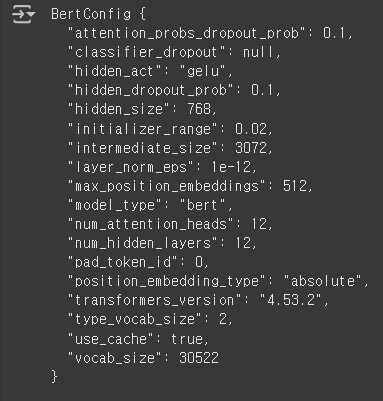 BertConfig {
"attention_probs_dropout_prob": 0.1,
"classifier_dropout": null,
"hidden_act": "gelu",
"hidden_dropout_prob": 0.1,
"hidden_size": 768,
"initializer_range": 0.02,
"intermediate_size": 3072,
"layer_norm_eps": 1e-12,
"max_position_embeddings": 512,
"model_type": "bert",
"num_attention_heads": 12,
"num_hidden_layers": 12,
"pad_token_id": 0,
"position_embedding_type": "absolute",
"transformers_version": "4.53.2",
"type_vocab_size": 2,
"use_cache": true,
"vocab_size": 30522
}